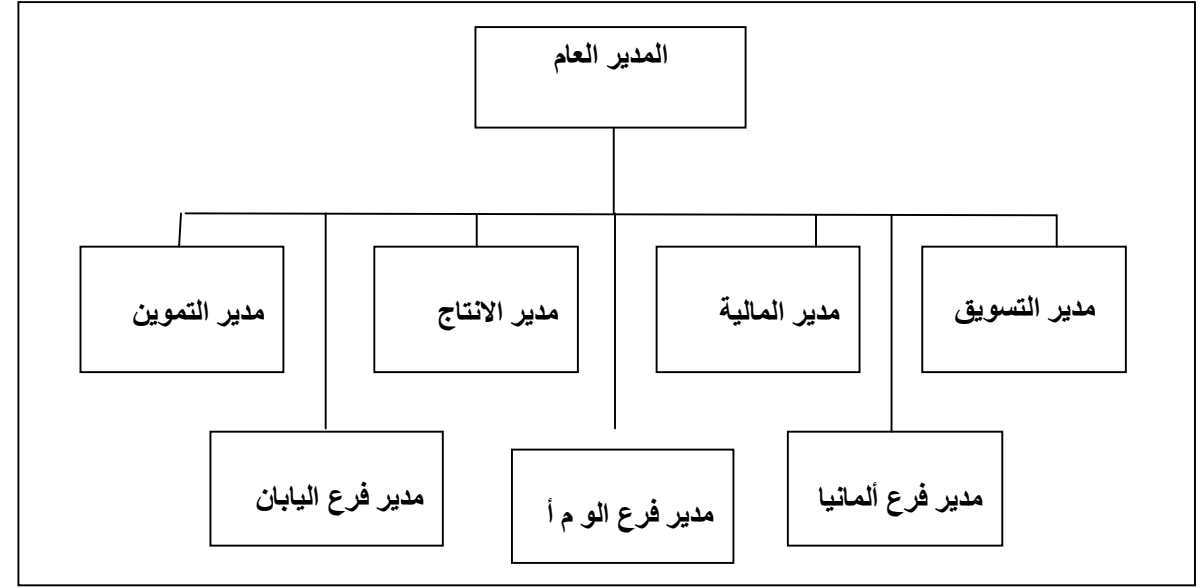 المدير العام
مدير التسويق
مدير المالية
مدير الانتاج
مدير التموين
مدير فرع ألمانيا
مدير فرع الو م أ
مدير فرع اليابان